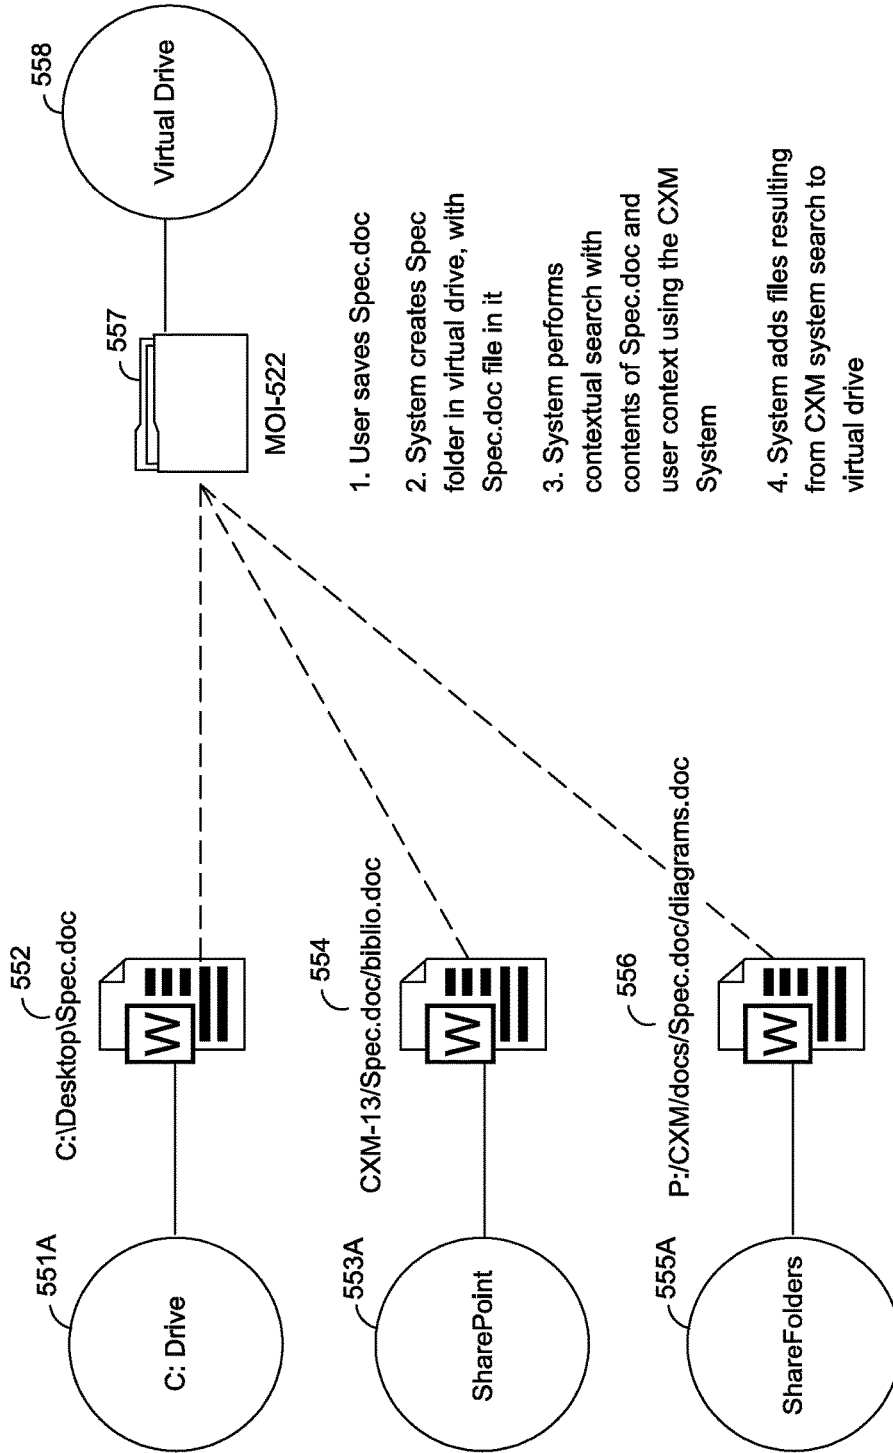 551A
C: Drive
552
C:\Desktop\Spec.doc
W
553A
SharePoint
554
CXM-13/Spec.doc/biblio.doc
W
555A
ShareFolders
556
P:/CXM/docs/Spec.doc/diagrams.doc
W
557
MOI-522
558
Virtual Drive
1. User saves Spec.doc
2. System creates Spec
folder in virtual drive, with
Spec.doc file in it
3. System performs
contextual search with
contents of Spec.doc and
user context using the CXM
System
4. System adds files resulting
from CXM system search to
virtual drive